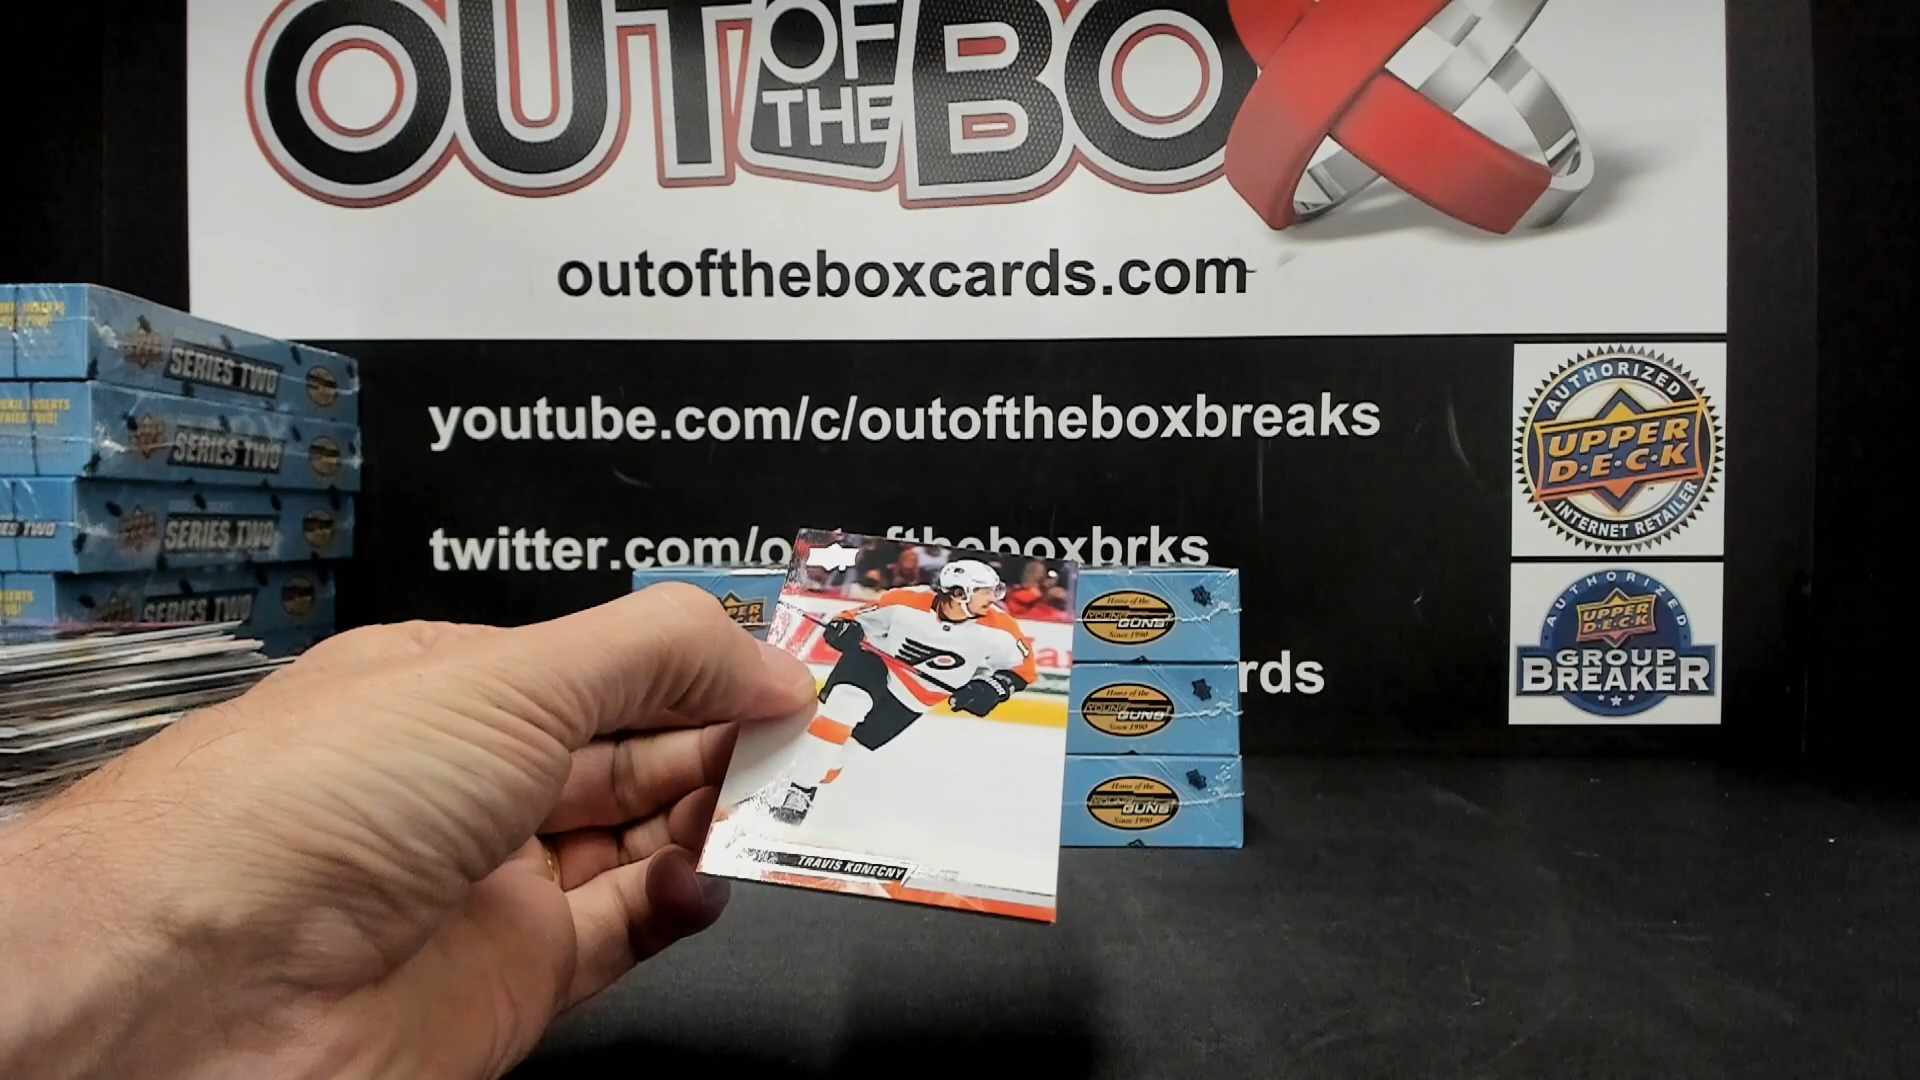 OUT OF THE BOX
outoftheboxcards.com
youtube.com/c/outoftheboxbreaks
twitter.com/o
ftheboxbrks
rds
AUTHORIZED
UPPER
D·E·C·K
INTERNET RETAILER
AUTHORIZED
UPPER
D·E·C·K
GROUP
BREAKER
SERIES TWO
SERIES TWO
SERIES TWO
SERIES TWO
Home of the
YOUNG
GUNS
Since 1990
Home of the
YOUNG
GUNS
Since 1990
Home of the
YOUNG
GUNS
Since 1990
TRAVIS KONECNY